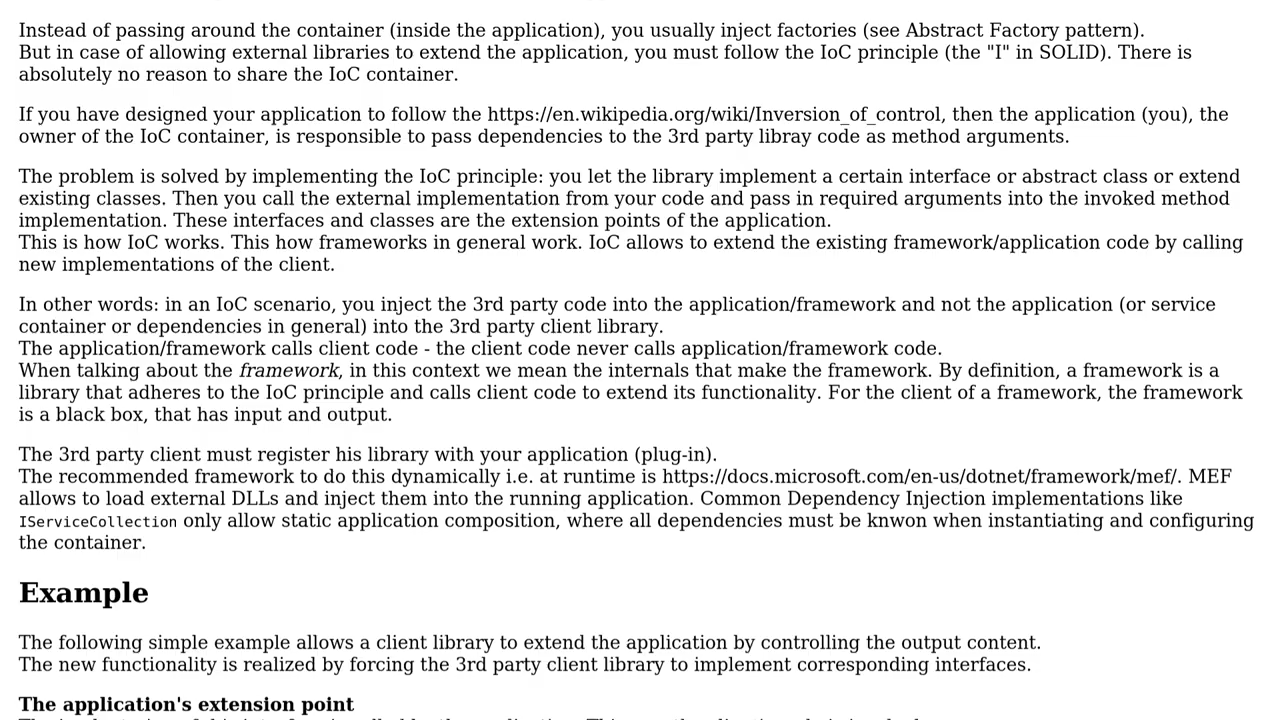 Instead of passing around the container (inside the application), you usually inject factories (see Abstract Factory pattern).
But in case of allowing external libraries to extend the application, you must follow the IoC principle (the "I" in SOLID). There is
absolutely no reason to share the IoC container.
If you have designed your application to follow the https://en.wikipedia.org/wiki/Inversion_of_control, then the application (you), the
owner of the IoC container, is responsible to pass dependencies to the 3rd party libray code as method arguments.
The problem is solved by implementing the IoC principle: you let the library implement a certain interface or abstract class or extend
existing classes. Then you call the external implementation from your code and pass in required arguments into the invoked method
implementation. These interfaces and classes are the extension points of the application.
This is how IoC works. This how frameworks in general work. IoC allows to extend the existing framework/application code by calling
new implementations of the client.
In other words: in an IoC scenario, you inject the 3rd party code into the application/framework and not the application (or service
container or dependencies in general) into the 3rd party client library.
The application/framework calls client code - the client code never calls application/framework code.
When talking about the framework, in this context we mean the internals that make the framework. By definition, a framework is a
library that adheres to the IoC principle and calls client code to extend its functionality. For the client of a framework, the framework
is a black box, that has input and output.
The 3rd party client must register his library with your application (plug-in).
The recommended framework to do this dynamically i.e. at runtime is https://docs.microsoft.com/en-us/dotnet/framework/mef/. MEF
allows to load external DLLs and inject them into the running application. Common Dependency Injection implementations like
IServiceCollection only allow static application composition, where all dependencies must be knwon when instantiating and configuring
the container.
Example
The following simple example allows a client library to extend the application by controlling the output content.
The new functionality is realized by forcing the 3rd party client library to implement corresponding interfaces.
The application's extension point